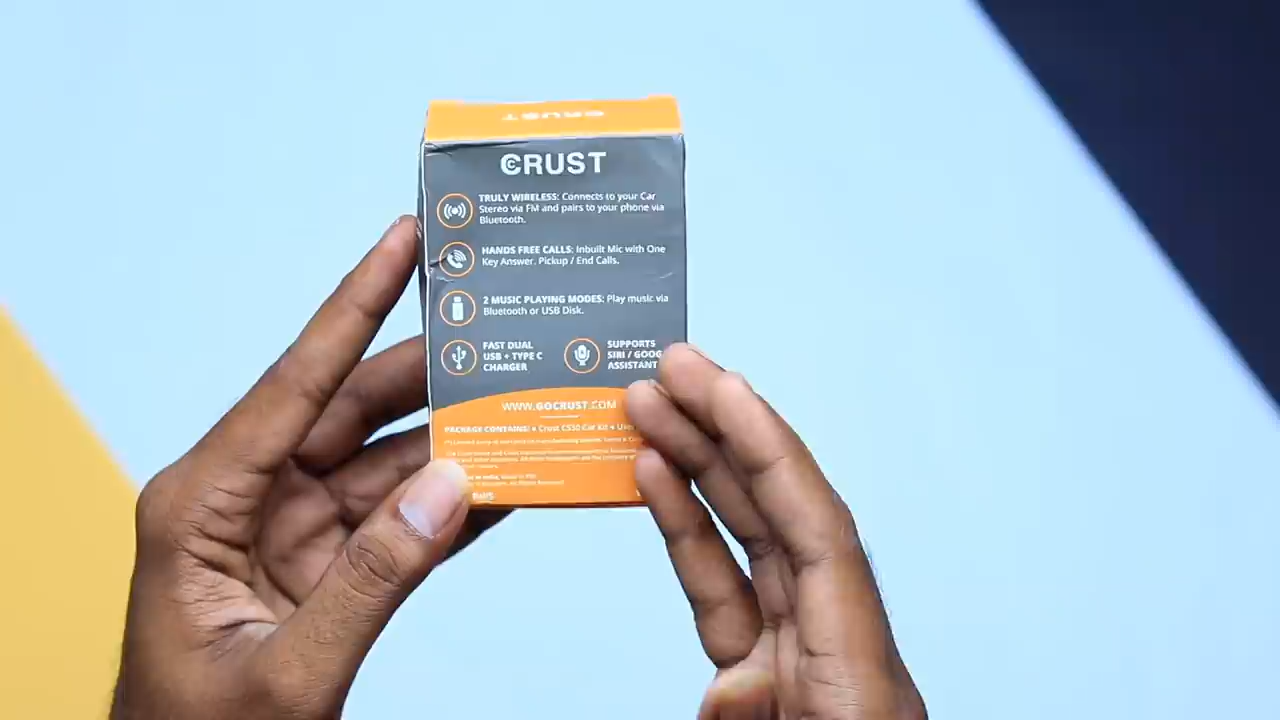 CRUST
CRUST
TRULY WIRELESS: Connects to your Car
Stereo via FM and pairs to your phone via
Bluetooth.
HANDS FREE CALLS: Inbuilt Mic with One
Key Answer. Pickup / End Calls.
2 MUSIC PLAYING MODES: Play music via
Bluetooth or USB Disk.
FAST DUAL
USB + TYPE C
CHARGER
SUPPORTS
SIRI / GOOG
ASSISTANT
WWW.GOCRUST.COM
PACKAGE CONTAINS: • Crust CS30 Car Kit •